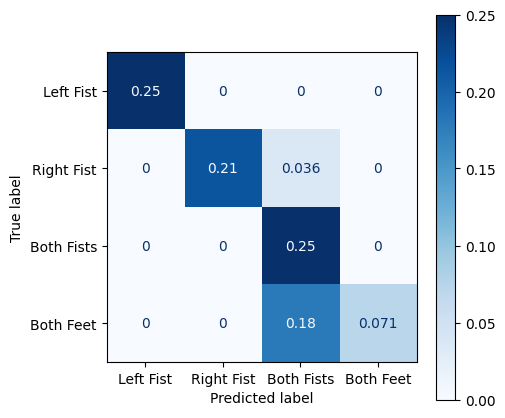 Left Fist 0.25 0 0 0
Right Fist 0 0.21 0.036 0
Both Fists 0 0 0.25 0
Both Feet 0 0 0.18 0.071
Left Fist Right Fist Both Fists Both Feet
Predicted label
True label
0.25
0.20
0.15
0.10
0.05
0.00